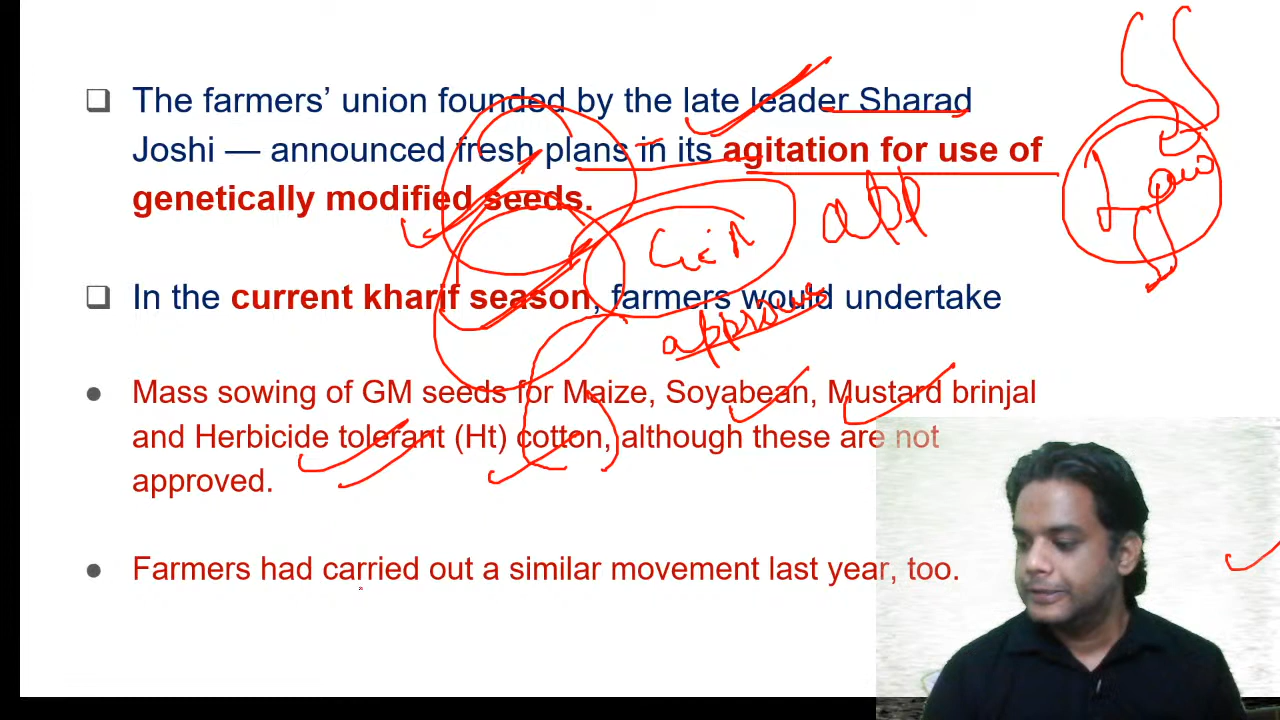 The farmers' union founded by the late leader Sharad
Joshi — announced fresh plans in its agitation for use of
genetically modified seeds.
In the current kharif season, farmers would undertake
Mass sowing of GM seeds for Maize, Soyabean, Mustard brinjal
and Herbicide tolerant (Ht) cotton, although these are not
approved.
Farmers had carried out a similar movement last year, too.